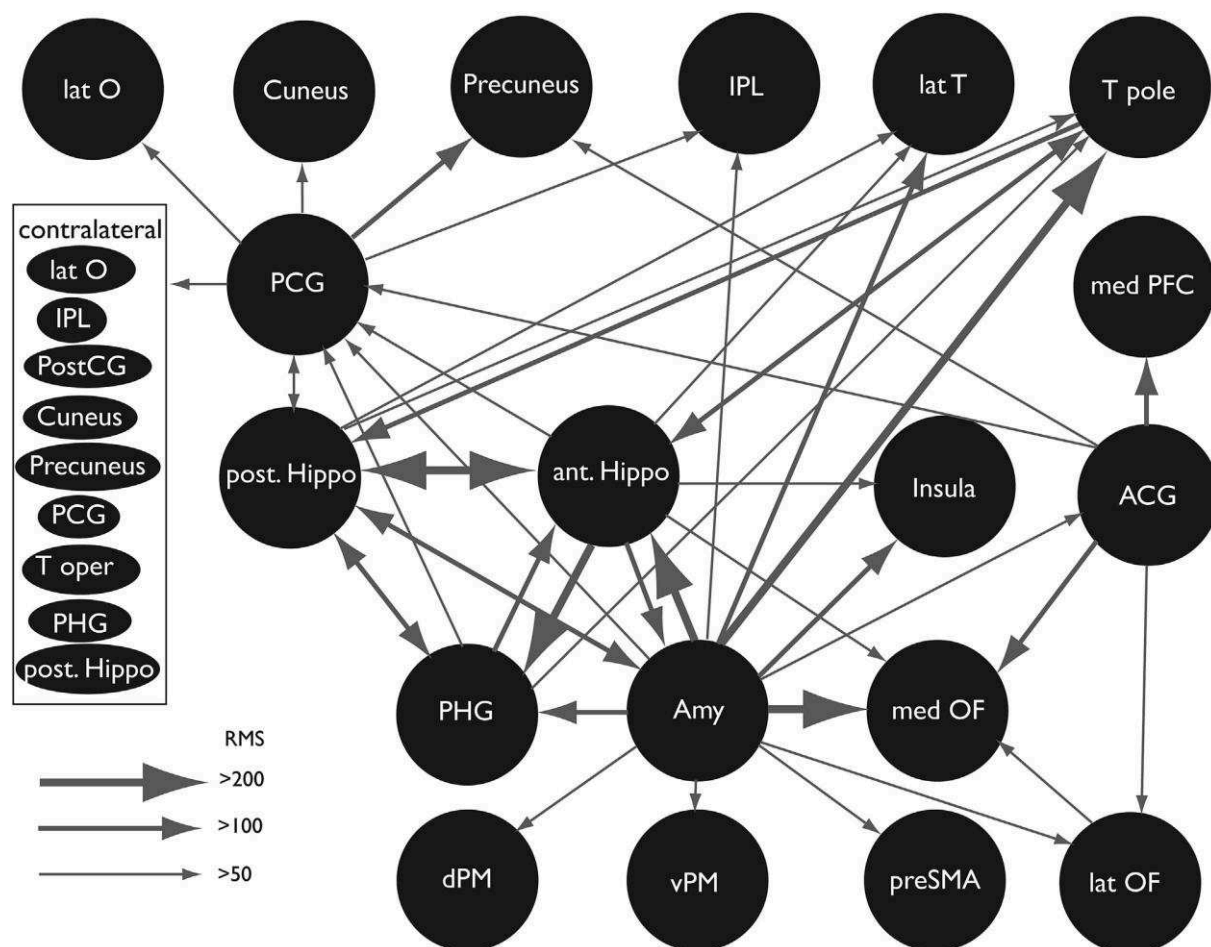 lat O
Cuneus
Precuneus
IPL
lat T
T pole
contralateral
lat O
IPL
PostCG
Cuneus
Precuneus
PCG
T oper
PHG
post. Hippo
PCG
med PFC
post. Hippo
ant. Hippo
Insula
ACG
PHG
Amy
med OF
RMS
>200
>100
>50
dPM
vPM
preSMA
lat OF